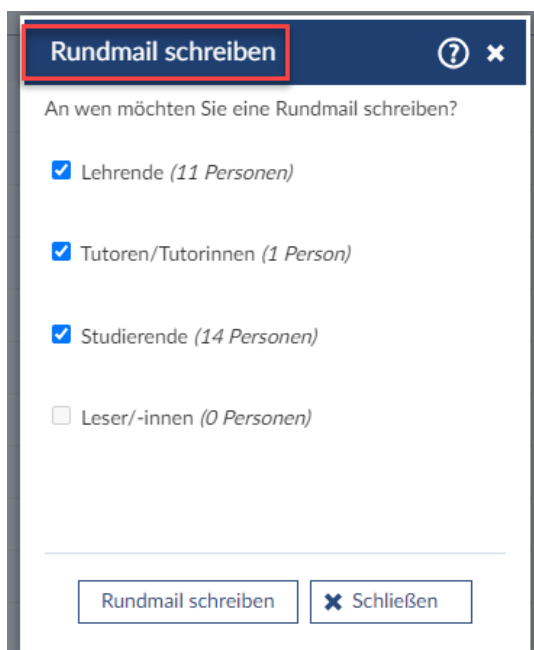 Rundmail schreiben
An wen möchten Sie eine Rundmail schreiben?
Lehrende (11 Personen)
Tutoren/Tutorinnen (1 Person)
Studierende (14 Personen)
Leser/-innen (0 Personen)
Rundmail schreiben
Schließen